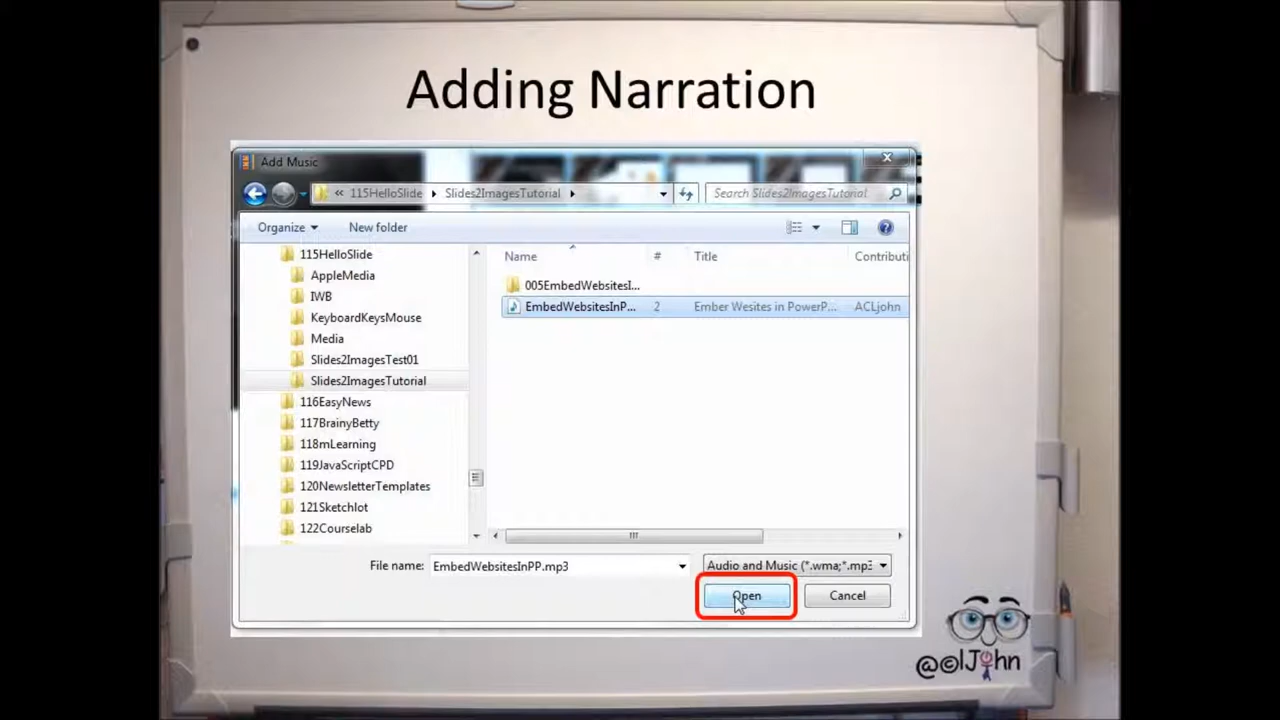 Adding Narration
Add Music
« 115HelloSlide Slides2ImagesTutorial
Search Slides2ImagesTutorial
Organize New folder
Name # Title Contributi
115HelloSlide
AppleMedia
IWB
KeyboardKeysMouse
Media
Slides2ImagesTest01
Slides2ImagesTutorial
116EasyNews
117BrainyBetty
118mLearning
119JavaScriptCPD
120NewsletterTemplates
121Sketchlot
122Courselab
005EmbedWebsitesI...
EmbedWebsitesInP... 2 Ember Wesites in PowerP... ACLjohn
File name: EmbedWebsitesInPP.mp3 Audio and Music (*.wma;*.mp3
Open Cancel
@clJohn